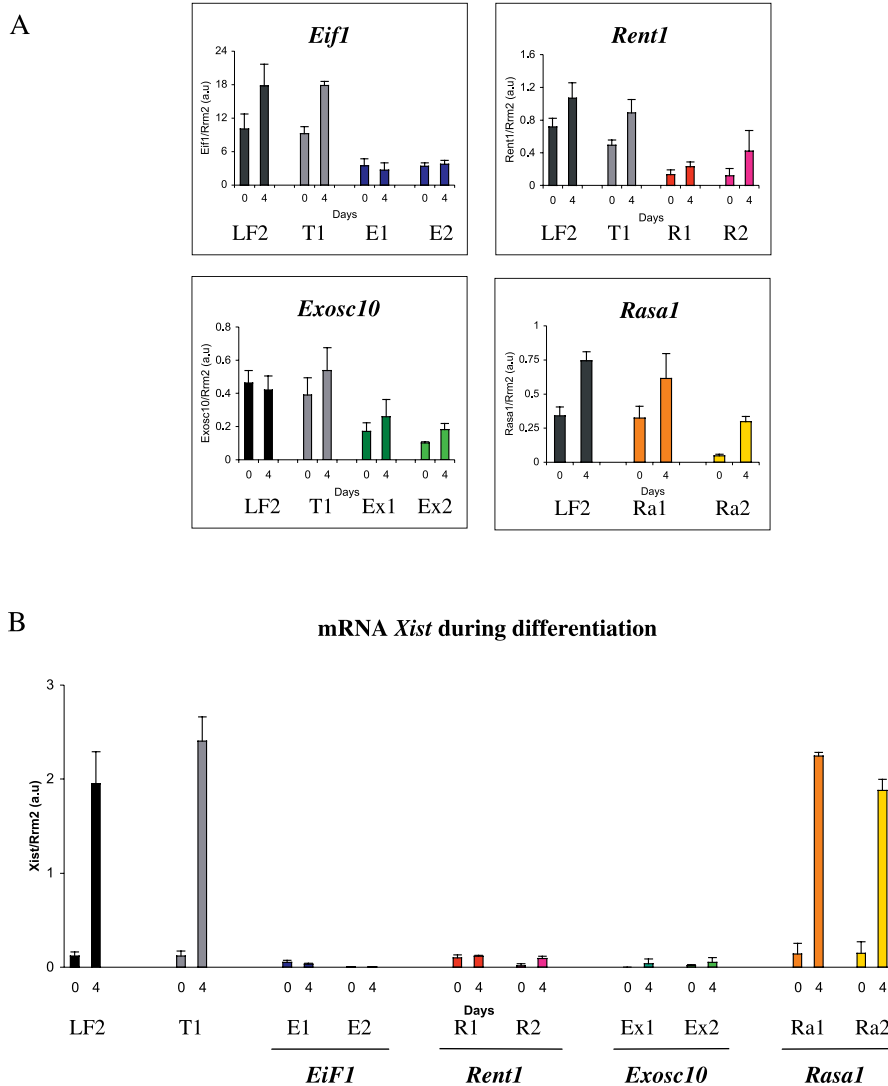 A
Eif1
Eif1/Rrm2 (a.u)
24
18
12
6
0
0 4 0 4 0 4 0 4
Days
LF2 T1 E1 E2
Rent1
Rent1/Rrm2 (a.u)
1.6
1.2
0.8
0.4
0
0 4 0 4 0 4 0 4
Days
LF2 T1 R1 R2
Exosc10
Exosc10/Rrm2 (a.u)
0.8
0.6
0.4
0.2
0
0 4 0 4 0 4 0 4
Days
LF2 T1 Ex1 Ex2
Rasa1
Rasa1/Rrm2 (a.u)
1
0.75
0.5
0.25
0
0 4 0 4 0 4
Days
LF2 Ra1 Ra2
B
mRNA Xist during differentiation
Xist/Rrm2 (a.u)
3
2
1
0
0 4 0 4 0 4 0 4 0 4 0 4 0 4 0 4 0 4 0 4
Days
LF2 T1 E1 E2 R1 R2 Ex1 Ex2 Ra1 Ra2
EiF1 Rent1 Exosc10 Rasa1